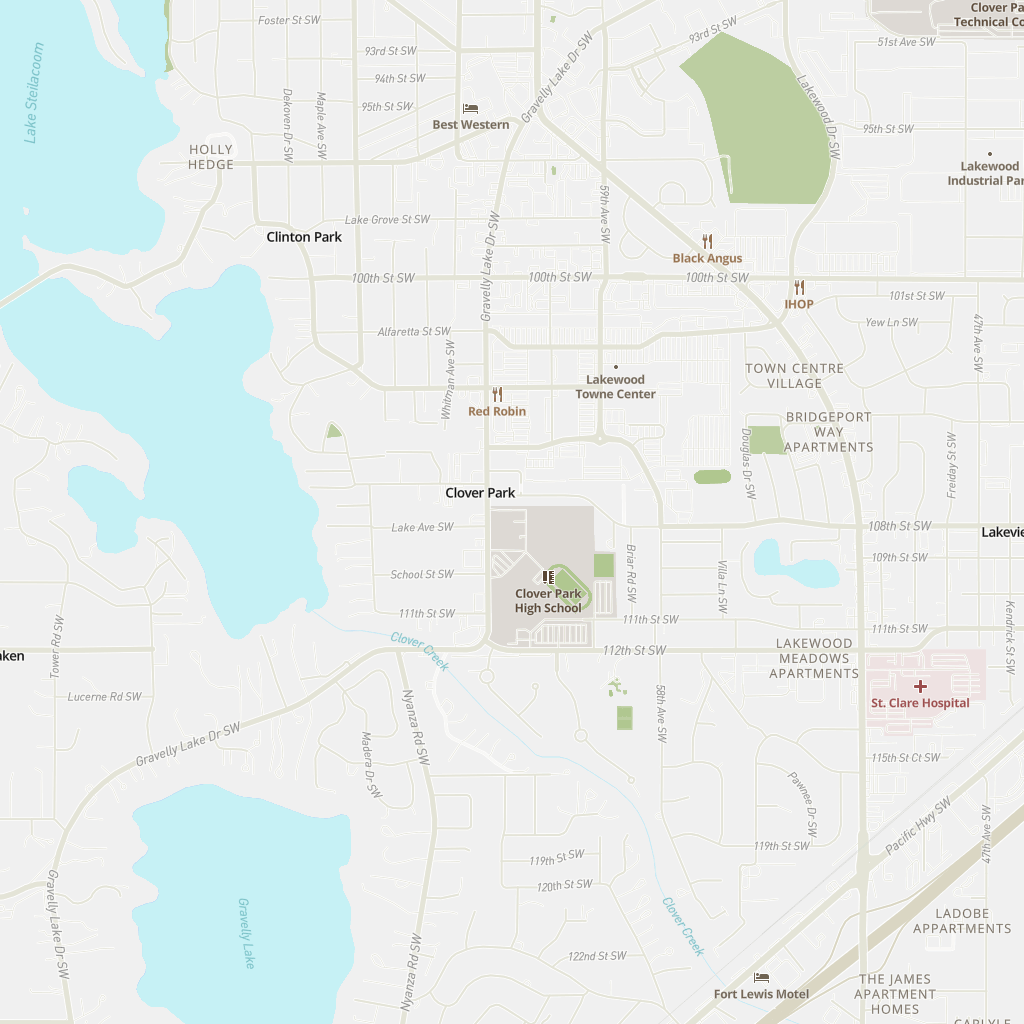 Foster St SW
Clover Pa
Technical Co
93rd St SW
51st Ave SW
93rd St SW
94th St SW
Lake Steilacoom
Gravelly Lake Dr SW
95th St SW
Dekoven Dr SW
Maple Ave SW
Best Western
Lakewood Dr SW
95th St SW
HOLLY
HEDGE
Lakewood
Industrial Par
59th Ave SW
Lake Grove St SW
Clinton Park
Gravelly Lake Dr SW
Black Angus
100th St SW
100th St SW
100th St SW
IHOP
101st St SW
Yew Ln SW
47th Ave SW
Alfaretta St SW
Whitman Ave SW
Lakewood
Towne Center
TOWN CENTRE
VILLAGE
Red Robin
BRIDGEPORT
WAY
APARTMENTS
Douglas Dr SW
Freiday St SW
Clover Park
Lake Ave SW
108th St SW
Lakevie
109th St SW
Briar Rd SW
Villa Ln SW
School St SW
Clover Park
High School
111th St SW
111th St SW
111th St SW
Kendrick St SW
Tower Rd SW
Clover Creek
112th St SW
LAKEWOOD
MEADOWS
APARTMENTS
aken
Lucerne Rd SW
St. Clare Hospital
58th Ave SW
Nyanza Rd SW
Gravelly Lake Dr SW
Madera Dr SW
115th St Ct SW
Pawnee Dr SW
Pacific Hwy SW
47th Ave SW
119th St SW
119th St SW
120th St SW
Gravelly Lake Dr SW
Gravelly Lake
Clover Creek
LADOBE
APPARTMENTS
Nyanza Rd SW
122nd St SW
Fort Lewis Motel
THE JAMES
APARTMENT
HOMES
CARLYLE